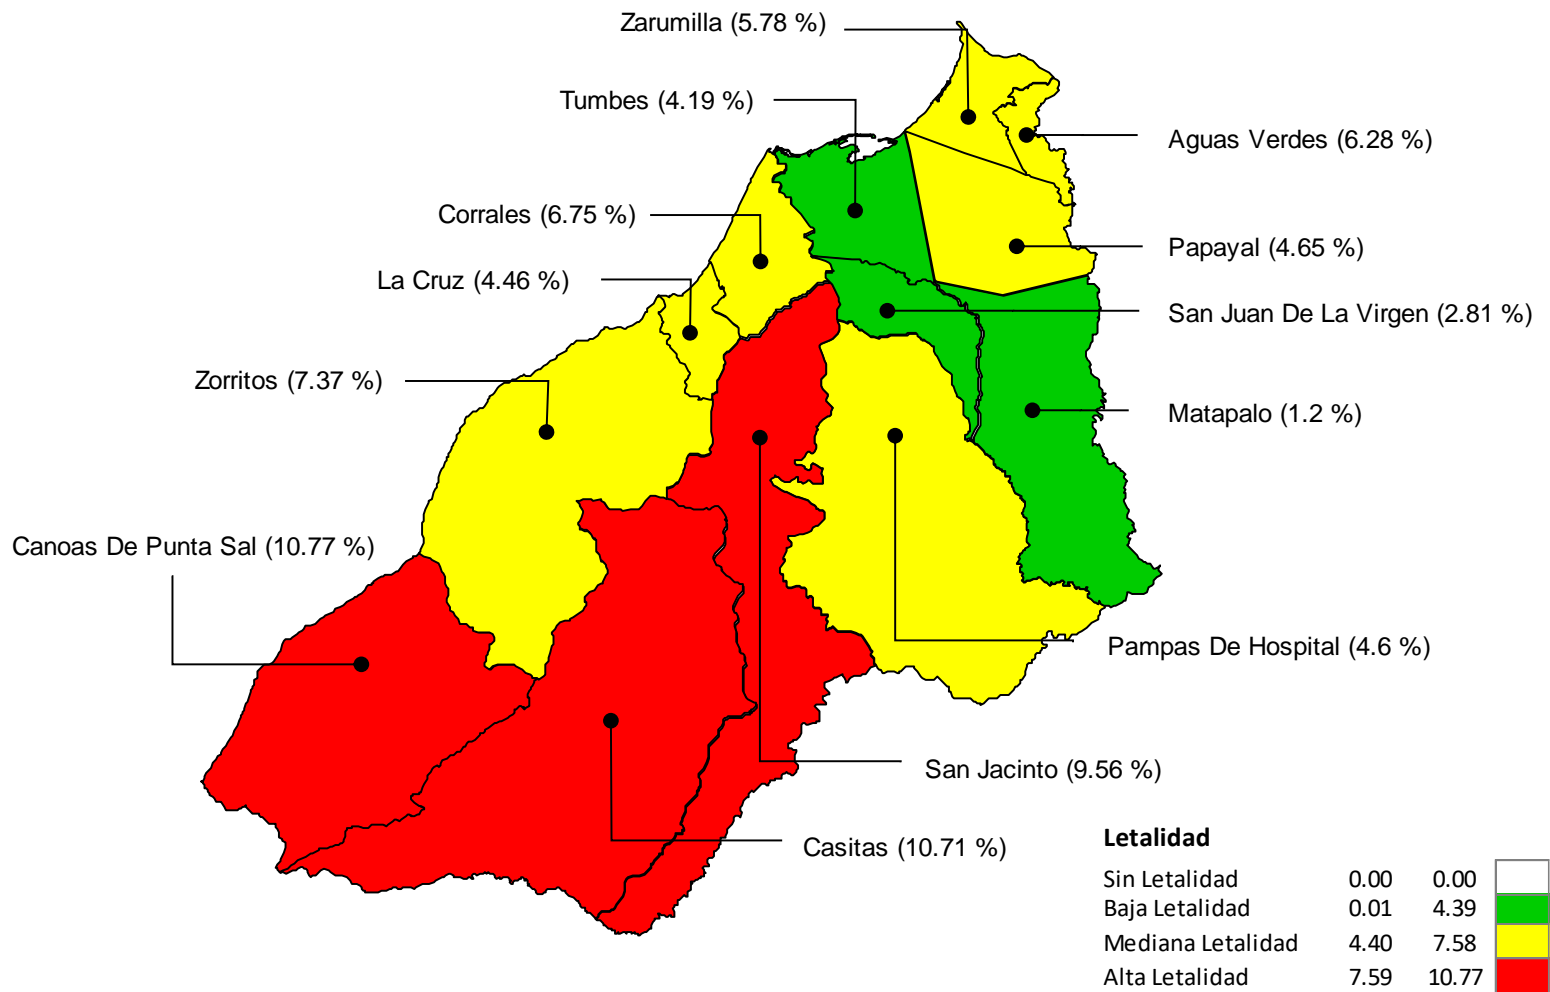 Zarumilla (5.78 %)
Tumbes (4.19 %)
Aguas Verdes (6.28 %)
Corrales (6.75 %)
Papayal (4.65 %)
La Cruz (4.46 %)
San Juan De La Virgen (2.81 %)
Zorritos (7.37 %)
Matapalo (1.2 %)
Canoas De Punta Sal (10.77 %)
Pampas De Hospital (4.6 %)
San Jacinto (9.56 %)
Casitas (10.71 %)
Letalidad
Sin Letalidad 0.00 0.00
Baja Letalidad 0.01 4.39
Mediana Letalidad 4.40 7.58
Alta Letalidad 7.59 10.77